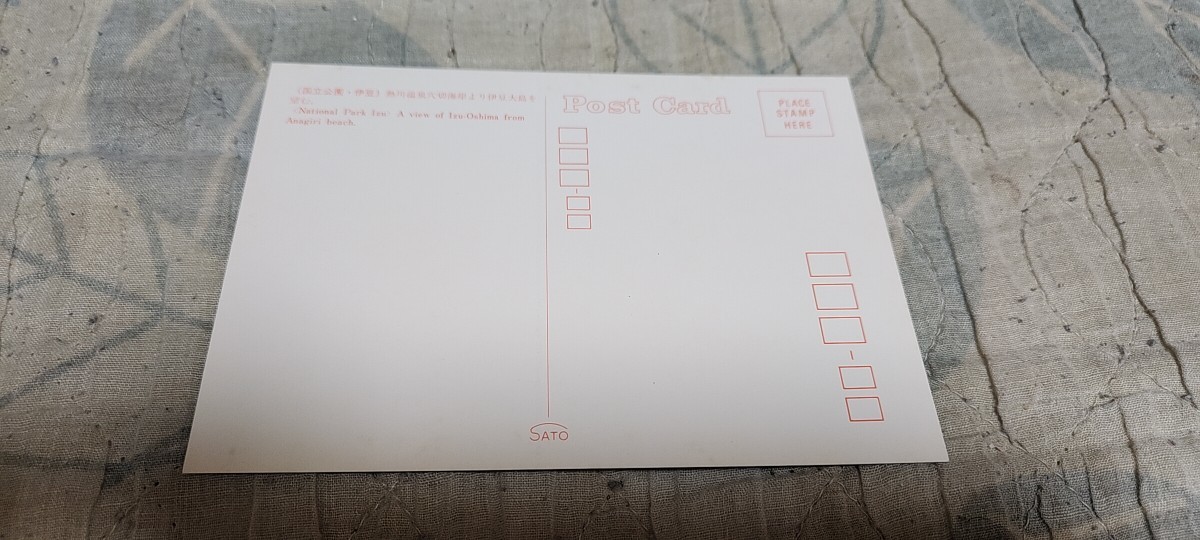 (国立公園・伊豆) 熱川温泉穴切海岸より伊豆大島を
望む。
(National Park Izu) A view of Izu-Oshima from
Anagiri beach.
Post Card
PLACE
STAMP
HERE
SATO